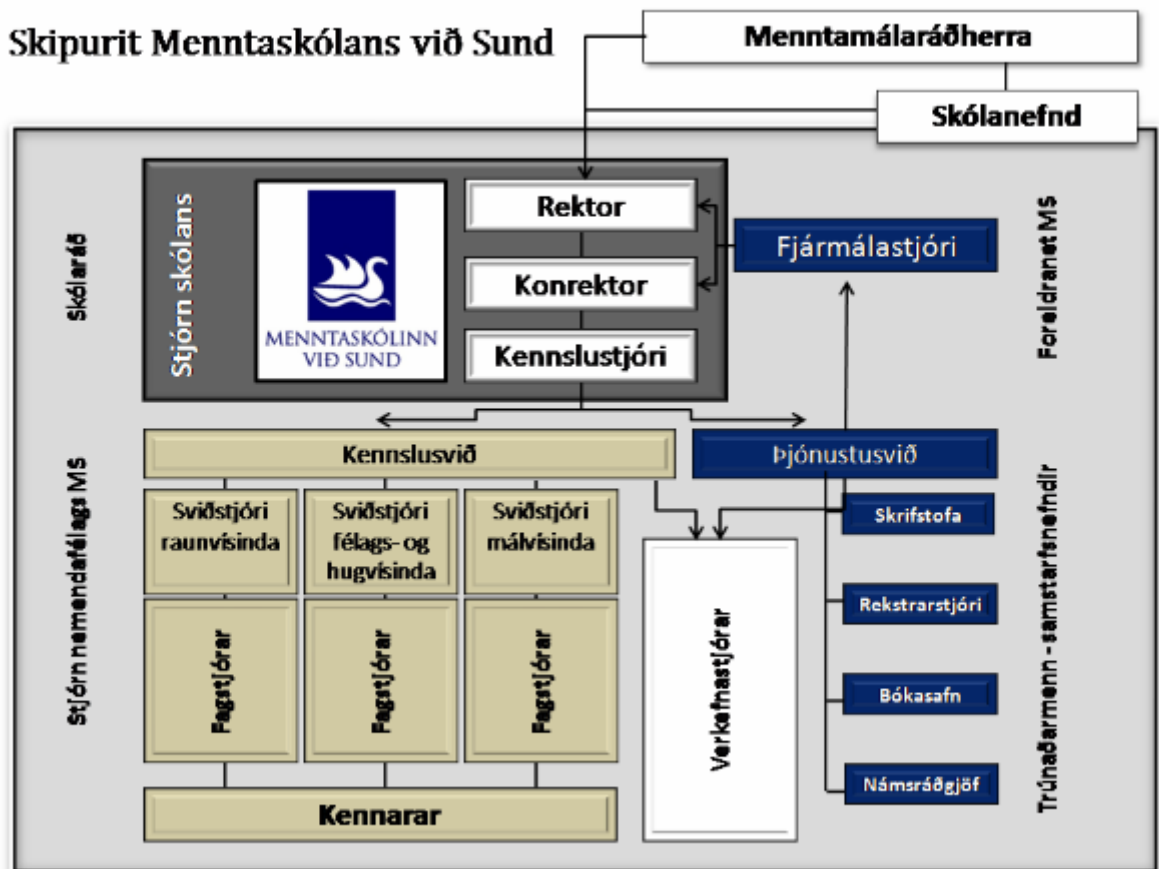 Skipurit Menntaskólans við Sund
Menntamálaráðherra
Skólanefnd
Skólaráð
Stjórn skólans
MENNTASKÓLINN
VIÐ SUND
Rektor
Konrektor
Kennslustjóri
Fjármálastjóri
Foreldranet MS
Stjórn nemendafélags MS
Kennslusvið
Þjónustusvið
Sviðstjóri
raunvísinda
Sviðstjóri
félags- og
hugvísinda
Sviðstjóri
málvísinda
Fagstjórar
Fagstjórar
Fagstjórar
Kennarar
Verkefnastjórar
Skrifstofa
Rekstrarstjóri
Bókasafn
Námsráðgjöf
Trúnaðarmenn - samstarfsnefndir